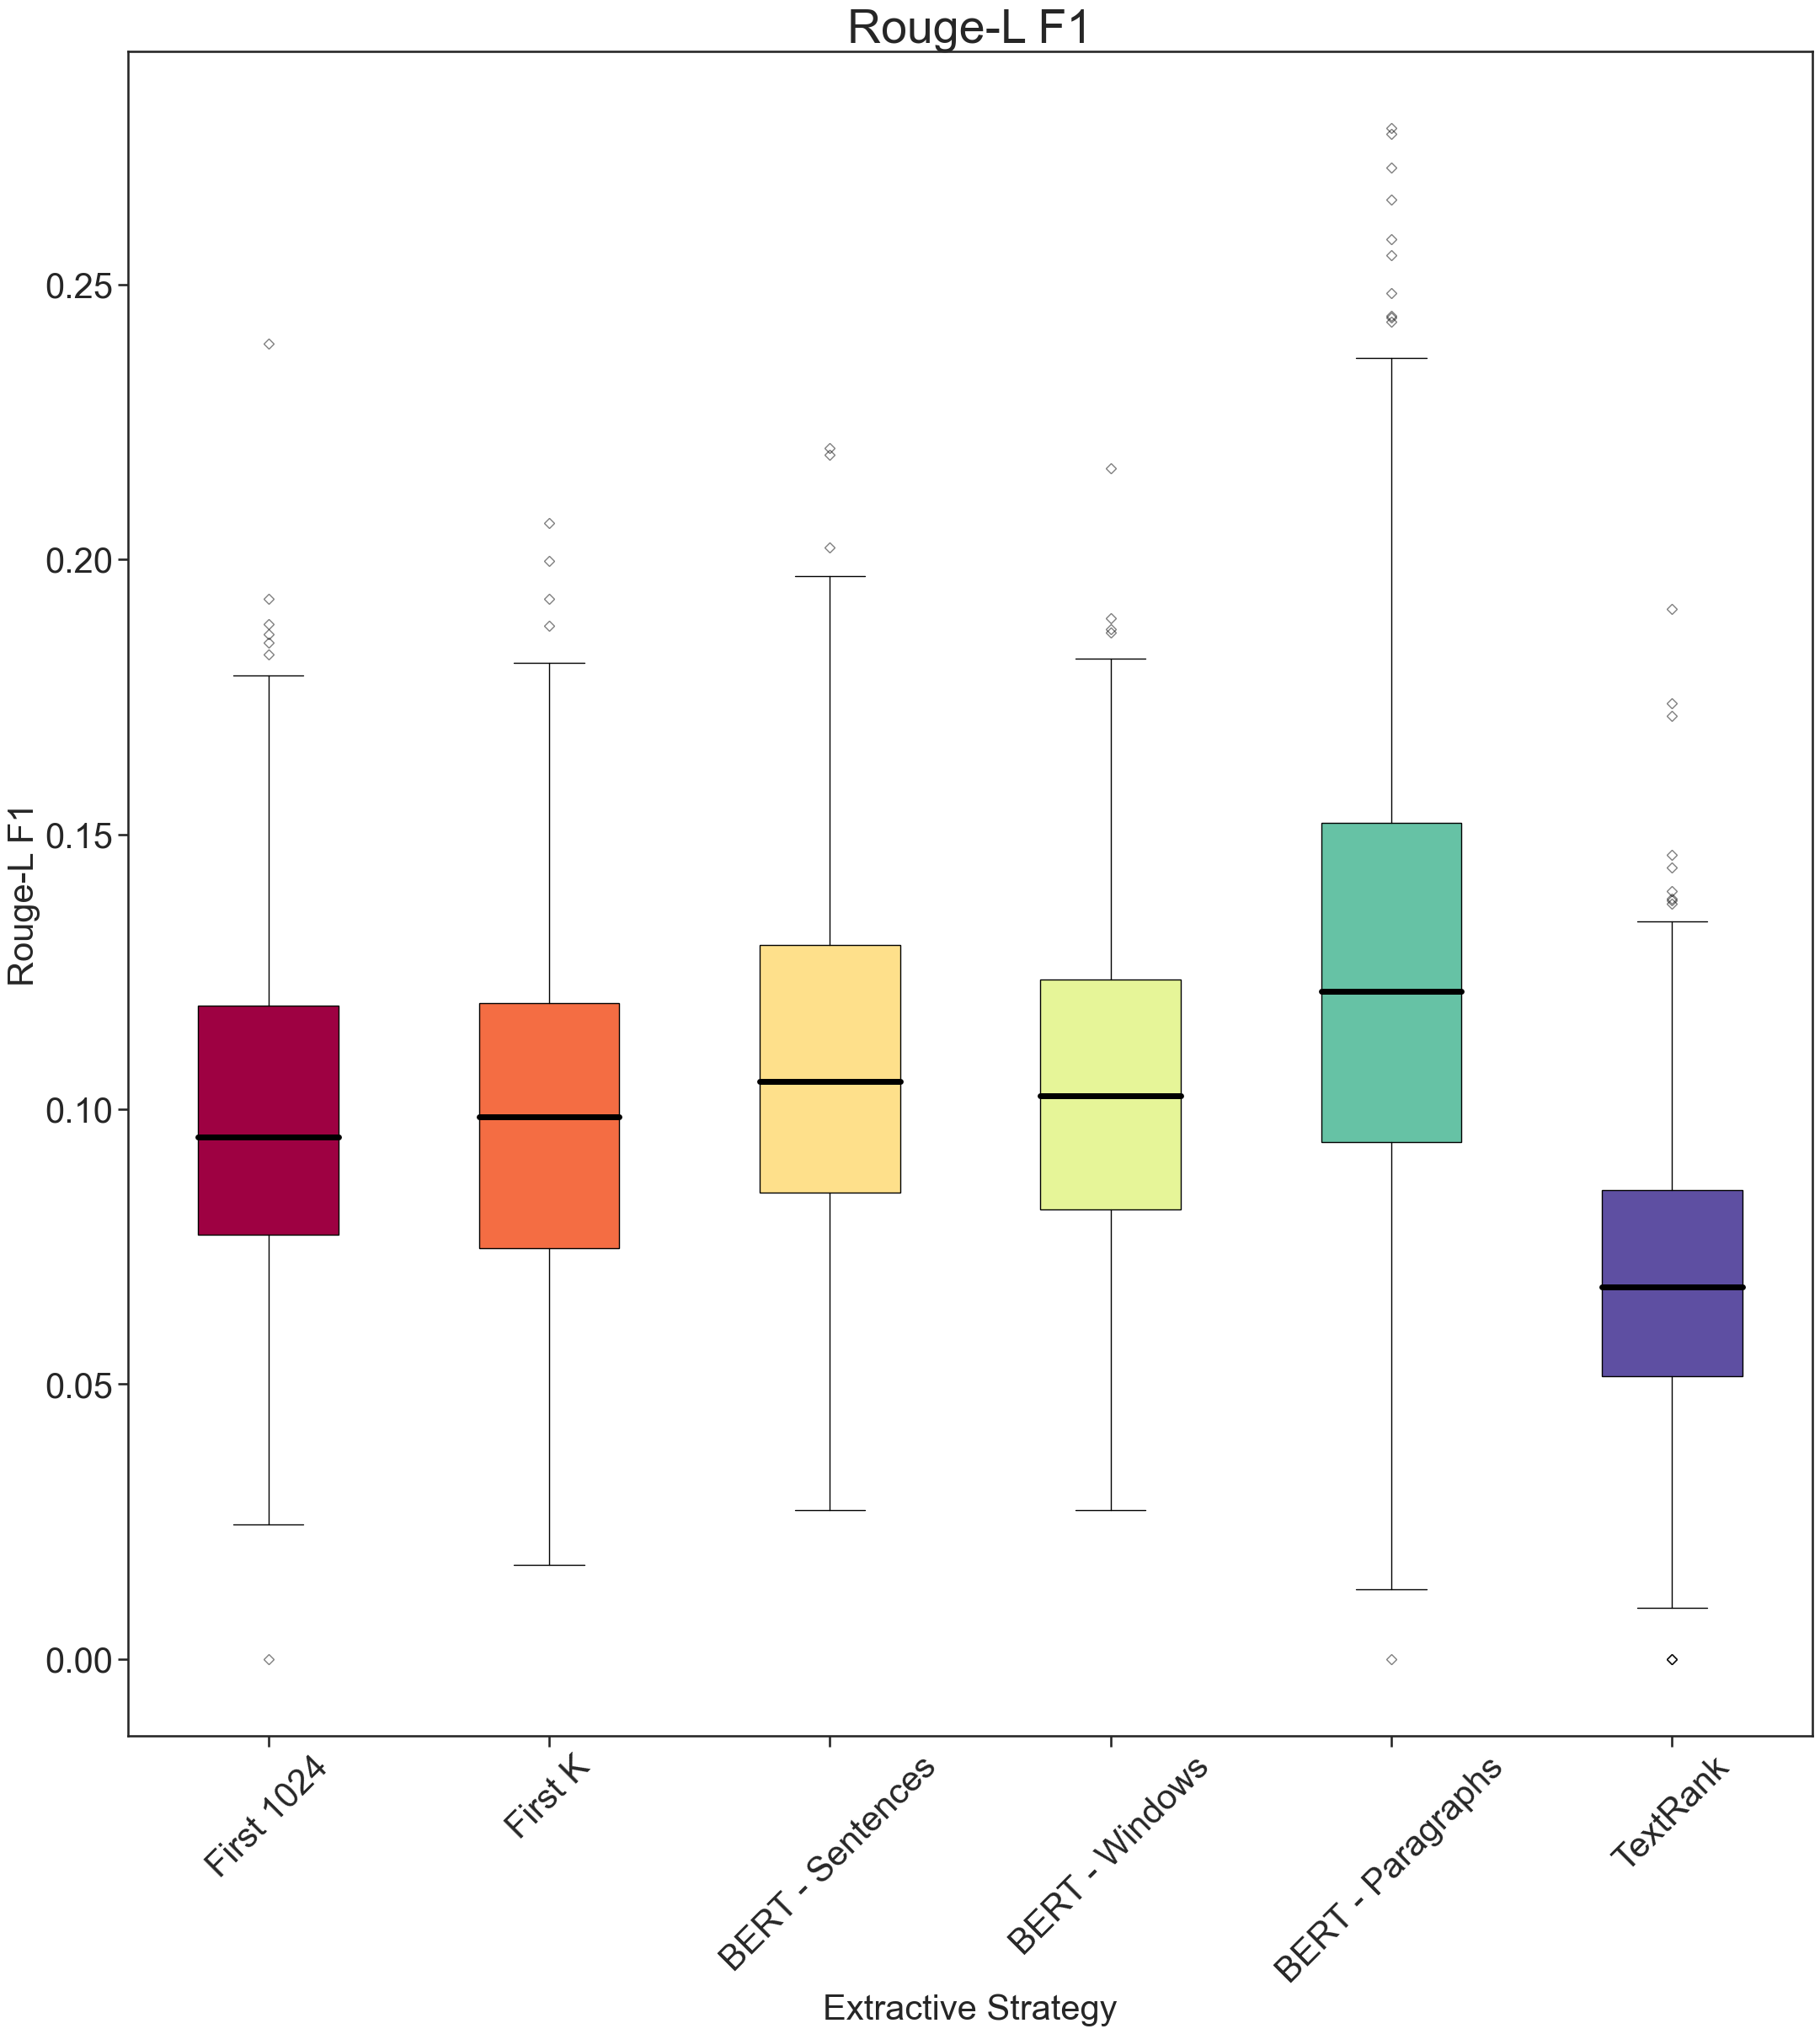 Rouge-L F1
Rouge-L F1
0.25
0.20
0.15
0.10
0.05
0.00
First 1024
First K
BERT - Sentences
BERT - Windows
BERT - Paragraphs
TextRank
Extractive Strategy